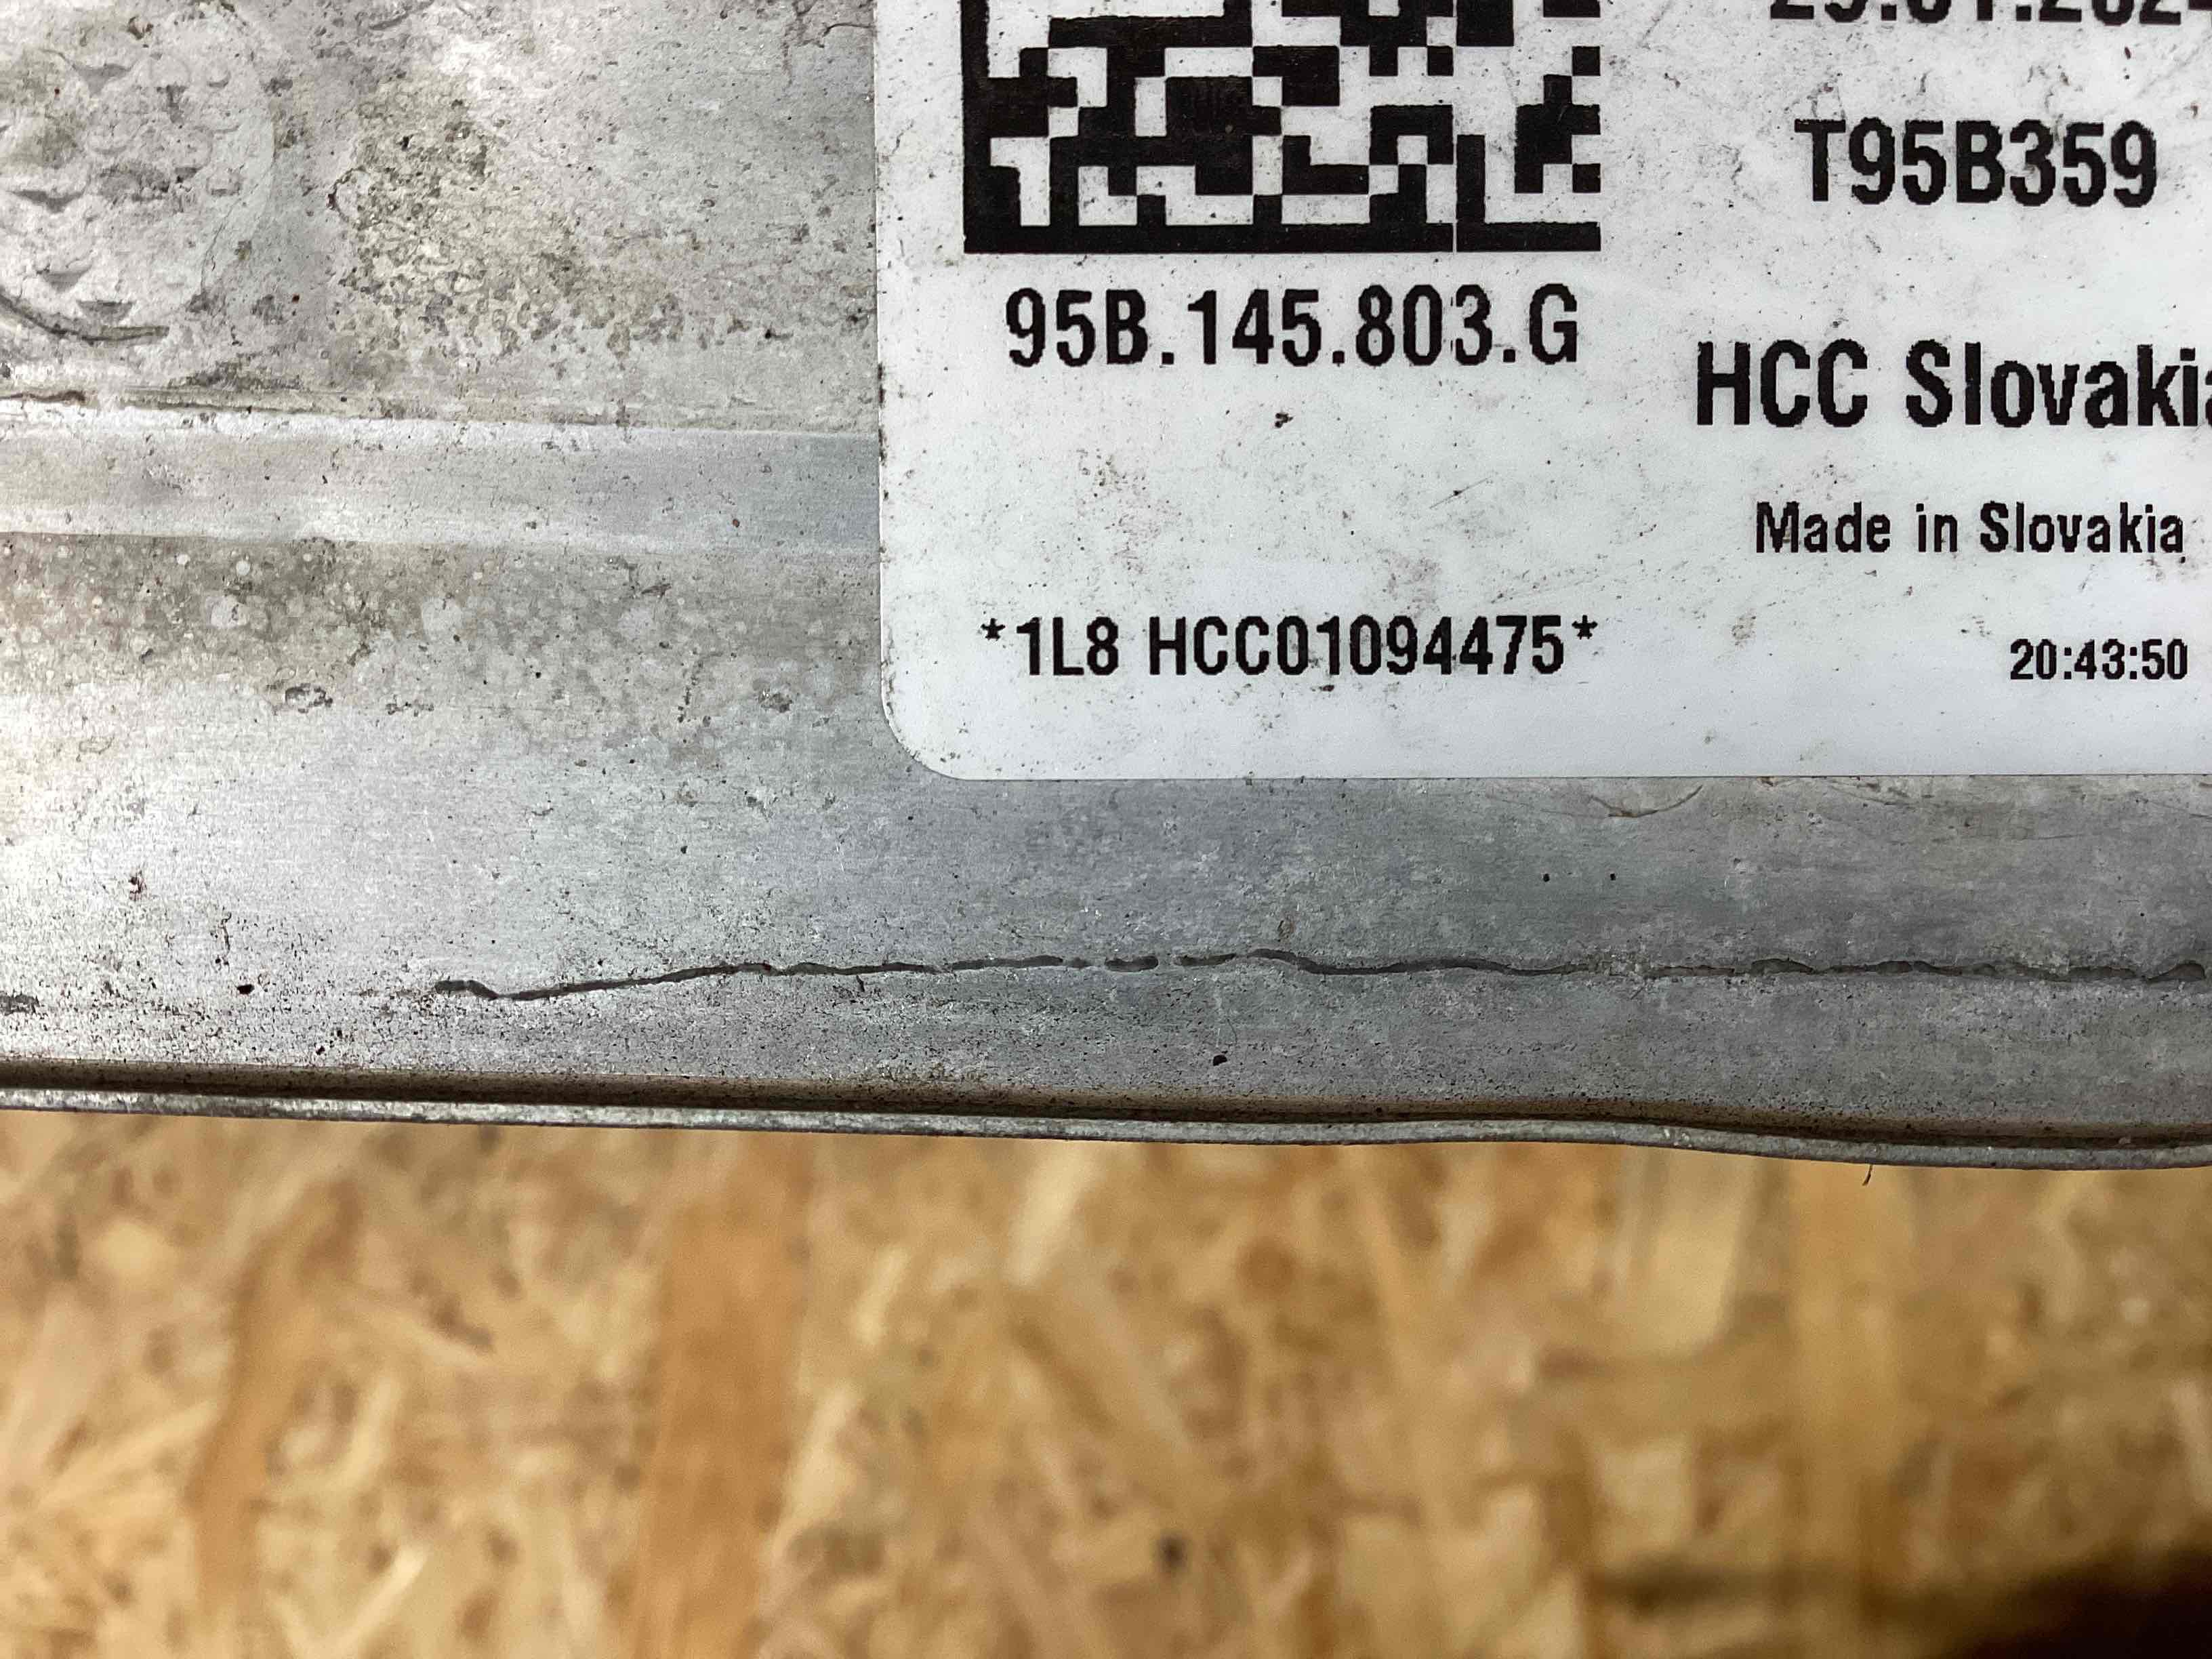 T95B359
95B.145.803.G
HCC Slovakia
Made in Slovakia
*1L8 HCC01094475*
20:43:50